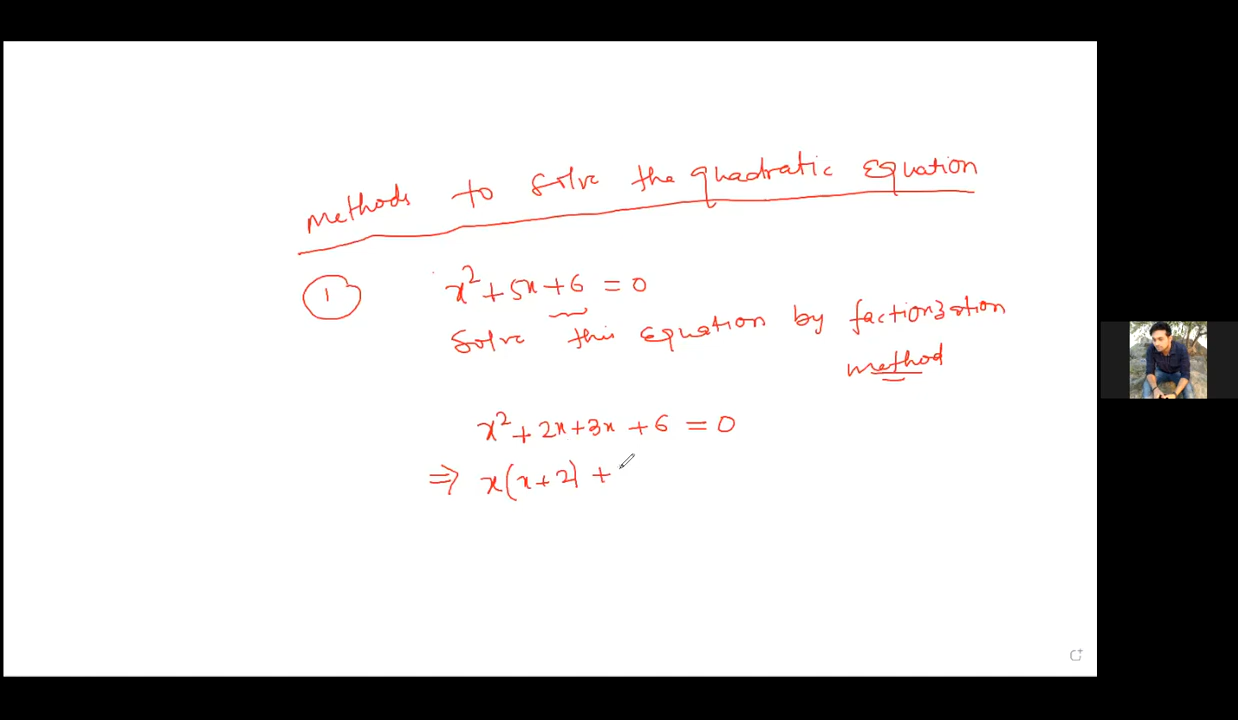 methods to solve the quadratic Equation
① x² + 5x + 6 = 0
Solve this Equation by factionzation
method
x² + 2x + 3x + 6 = 0
⇒ x(x+2) +